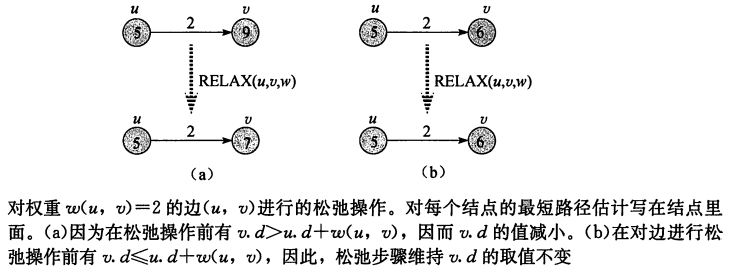 u v u v
5 2 9 5 2 6
RELAX(u,v,w) RELAX(u,v,w)
u v u v
5 2 7 5 2 6
(a) (b)
对权重 w(u, v)=2 的边(u, v)进行的松弛操作。对每个结点的最短路径估计写在结点里
面。(a)因为在松弛操作前有 v.d>u.d+w(u, v),因而 v.d 的值减小。(b)在对边进行松
弛操作前有 v.d≤u.d+w(u, v),因此,松弛步骤维持 v.d 的取值不变